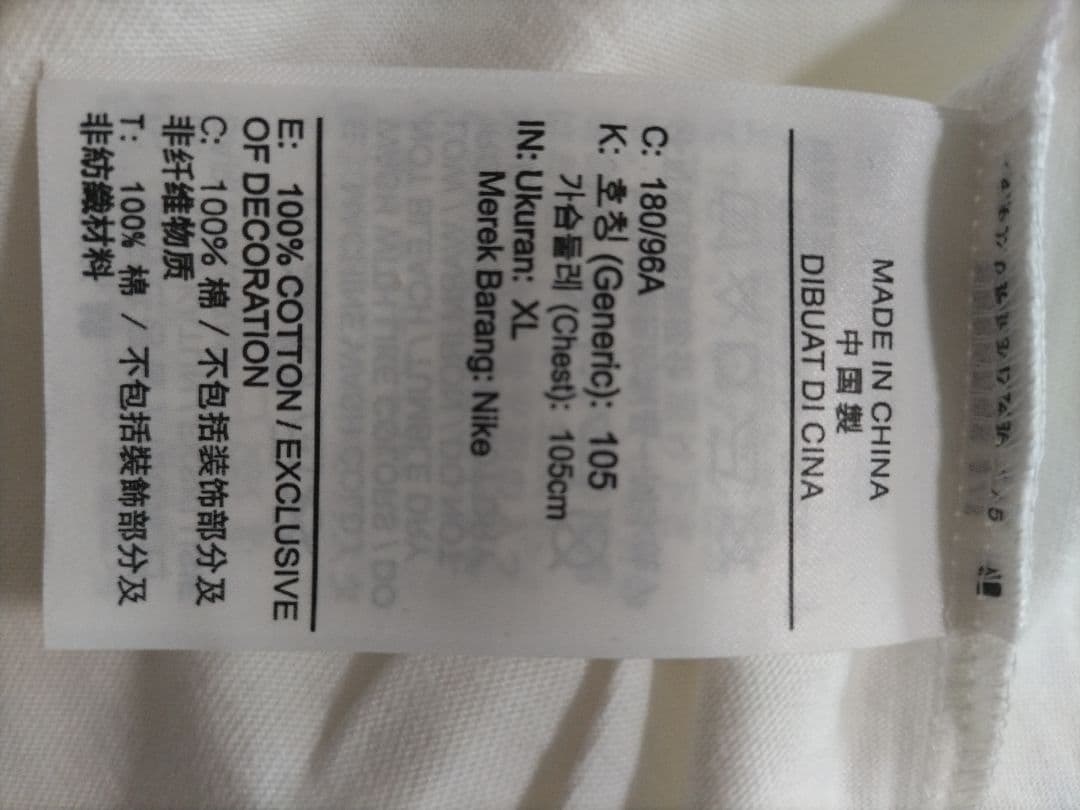 MADE IN CHINA
中国製
DIBUAT DI CINA
C: 180/96A
K: 호칭 (Generic): 105
가슴둘레 (Chest): 105cm
IN: Ukuran: XL
Merek Barang: Nike
E: 100% COTTON / EXCLUSIVE
OF DECORATION
C: 100% 棉 / 不包括装饰部分及
非纤维物质
T: 100% 棉 / 不包括裝飾部分及
非紡織材料